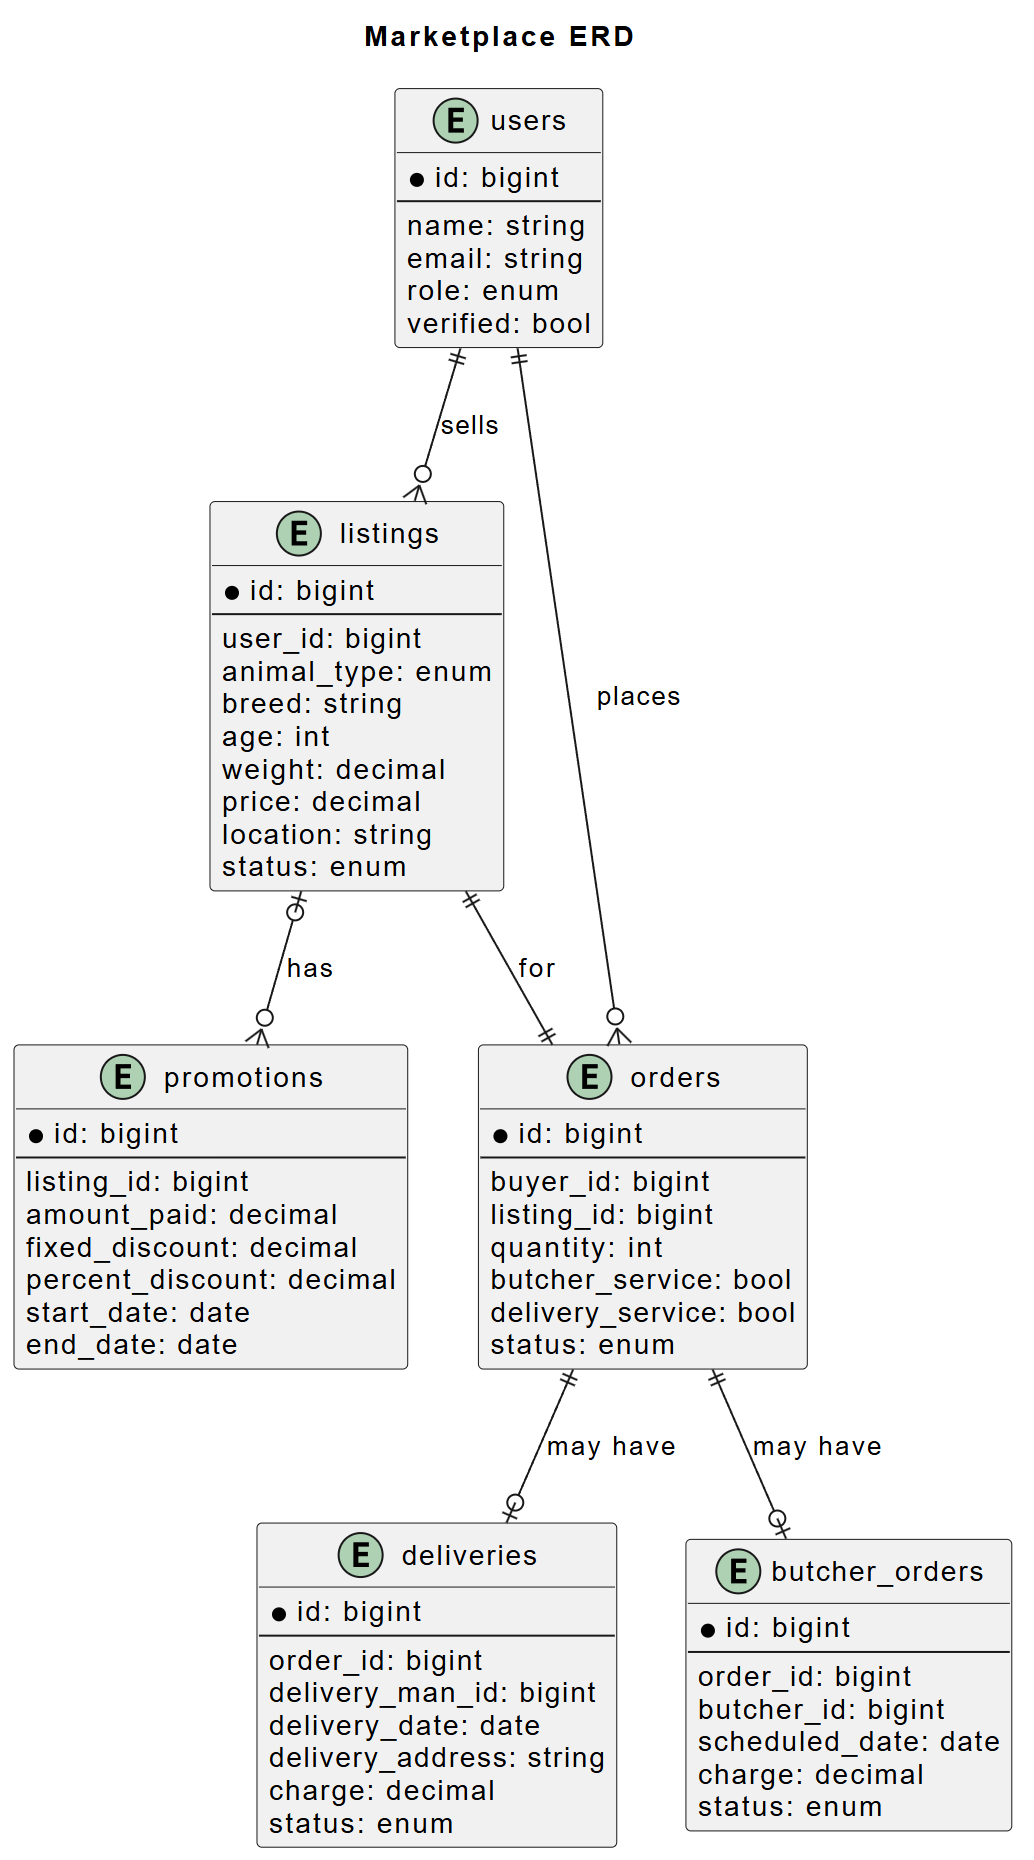 Marketplace ERD
E users
id: bigint
name: string
email: string
role: enum
verified: bool
sells
places
E listings
id: bigint
user_id: bigint
animal_type: enum
breed: string
age: int
weight: decimal
price: decimal
location: string
status: enum
has
for
E promotions
id: bigint
listing_id: bigint
amount_paid: decimal
fixed_discount: decimal
percent_discount: decimal
start_date: date
end_date: date
E orders
id: bigint
buyer_id: bigint
listing_id: bigint
quantity: int
butcher_service: bool
delivery_service: bool
status: enum
may have
may have
E deliveries
id: bigint
order_id: bigint
delivery_man_id: bigint
delivery_date: date
delivery_address: string
charge: decimal
status: enum
E butcher_orders
id: bigint
order_id: bigint
butcher_id: bigint
scheduled_date: date
charge: decimal
status: enum